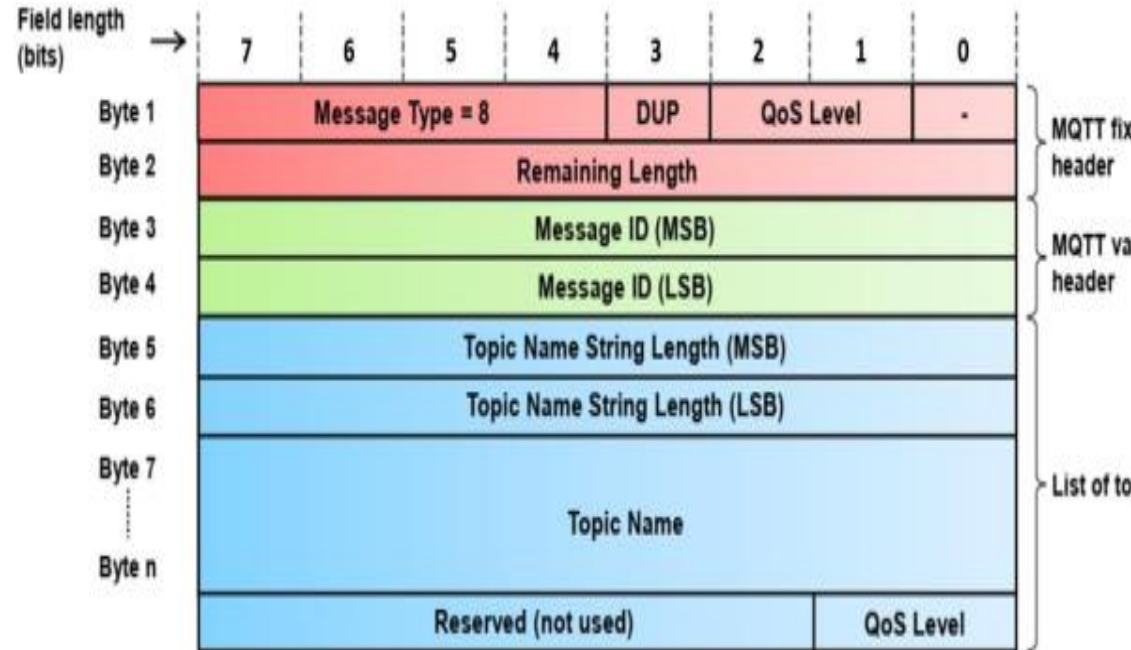 Field length
(bits)
7 6 5 4 3 2 1 0
Byte 1 Message Type = 8 DUP QoS Level -
MQTT fix
header
Byte 2 Remaining Length
Byte 3 Message ID (MSB)
MQTT va
header
Byte 4 Message ID (LSB)
Byte 5 Topic Name String Length (MSB)
Byte 6 Topic Name String Length (LSB)
Byte 7
List of to
Topic Name
Byte n
Reserved (not used) QoS Level